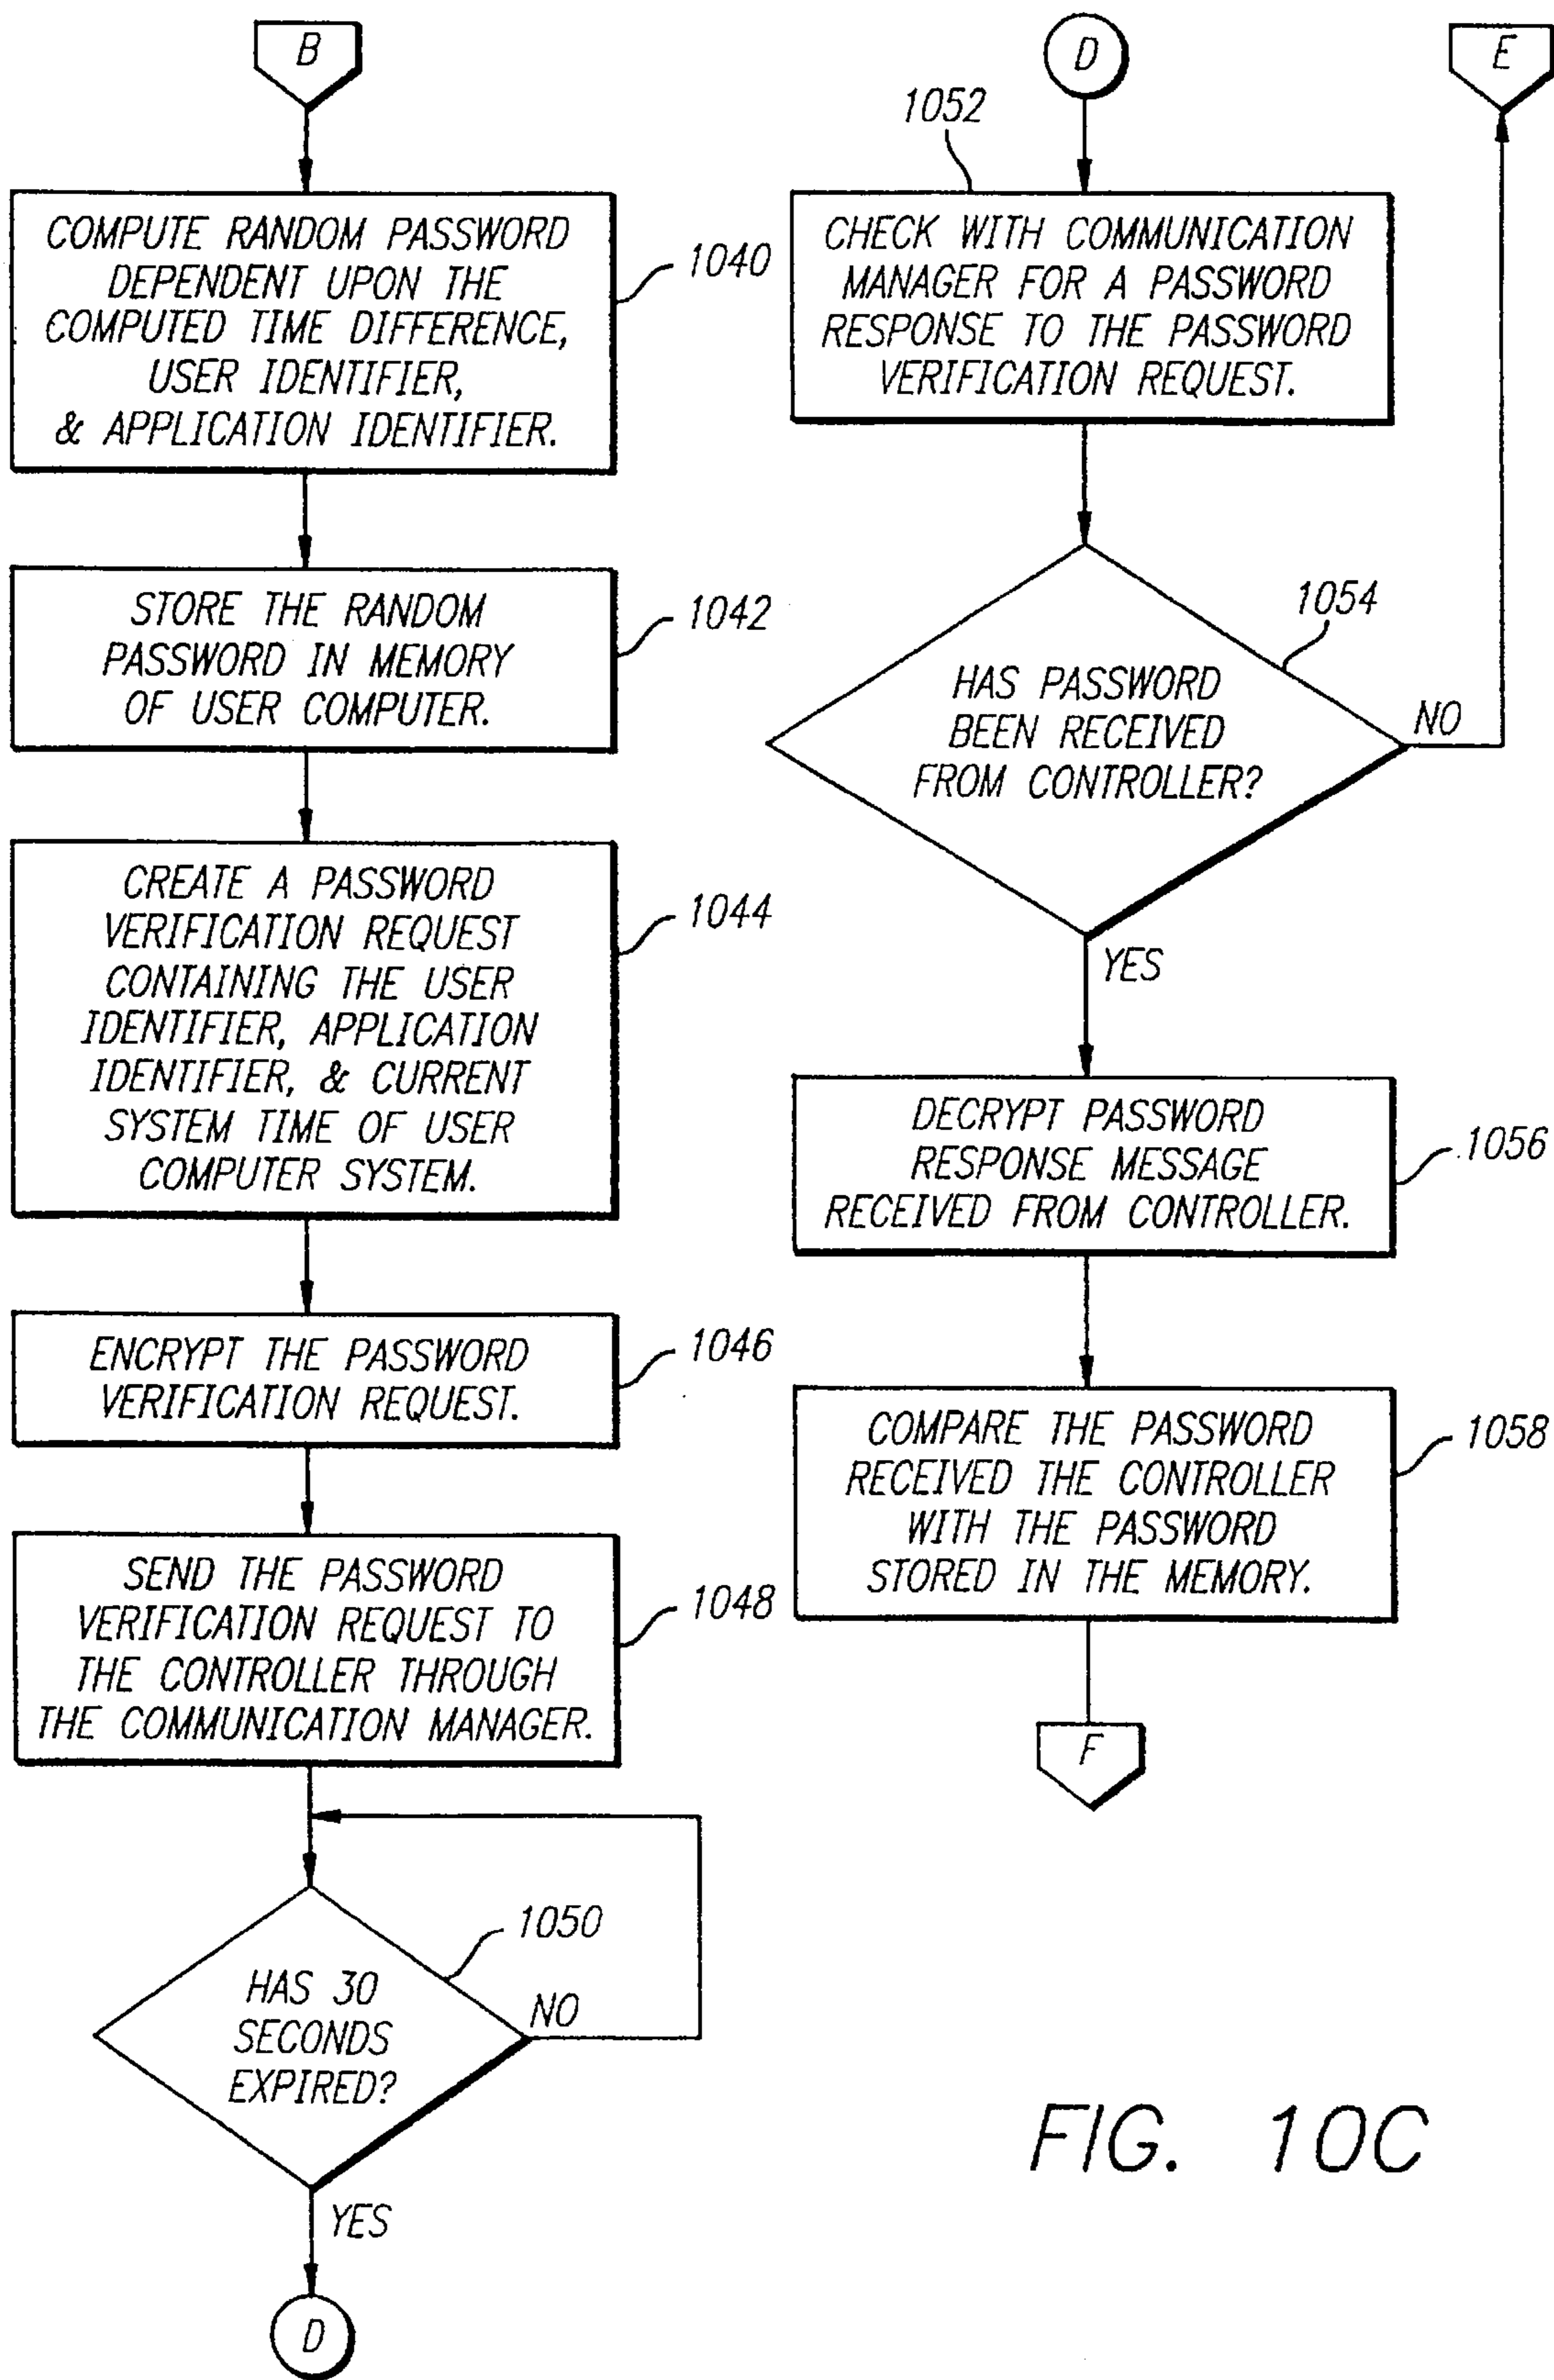 B
COMPUTE RANDOM PASSWORD
DEPENDENT UPON THE
COMPUTED TIME DIFFERENCE,
USER IDENTIFIER,
& APPLICATION IDENTIFIER.
1040
STORE THE RANDOM
PASSWORD IN MEMORY
OF USER COMPUTER.
1042
CREATE A PASSWORD
VERIFICATION REQUEST
CONTAINING THE USER
IDENTIFIER, APPLICATION
IDENTIFIER, & CURRENT
SYSTEM TIME OF USER
COMPUTER SYSTEM.
1044
ENCRYPT THE PASSWORD
VERIFICATION REQUEST.
1046
SEND THE PASSWORD
VERIFICATION REQUEST TO
THE CONTROLLER THROUGH
THE COMMUNICATION MANAGER.
1048
HAS 30
SECONDS
EXPIRED?
1050
NO
YES
D
D
E
1052
CHECK WITH COMMUNICATION
MANAGER FOR A PASSWORD
RESPONSE TO THE PASSWORD
VERIFICATION REQUEST.
1054
HAS PASSWORD
BEEN RECEIVED
FROM CONTROLLER?
NO
YES
DECRYPT PASSWORD
RESPONSE MESSAGE
RECEIVED FROM CONTROLLER.
1056
COMPARE THE PASSWORD
RECEIVED THE CONTROLLER
WITH THE PASSWORD
STORED IN THE MEMORY.
1058
F
FIG. 10C